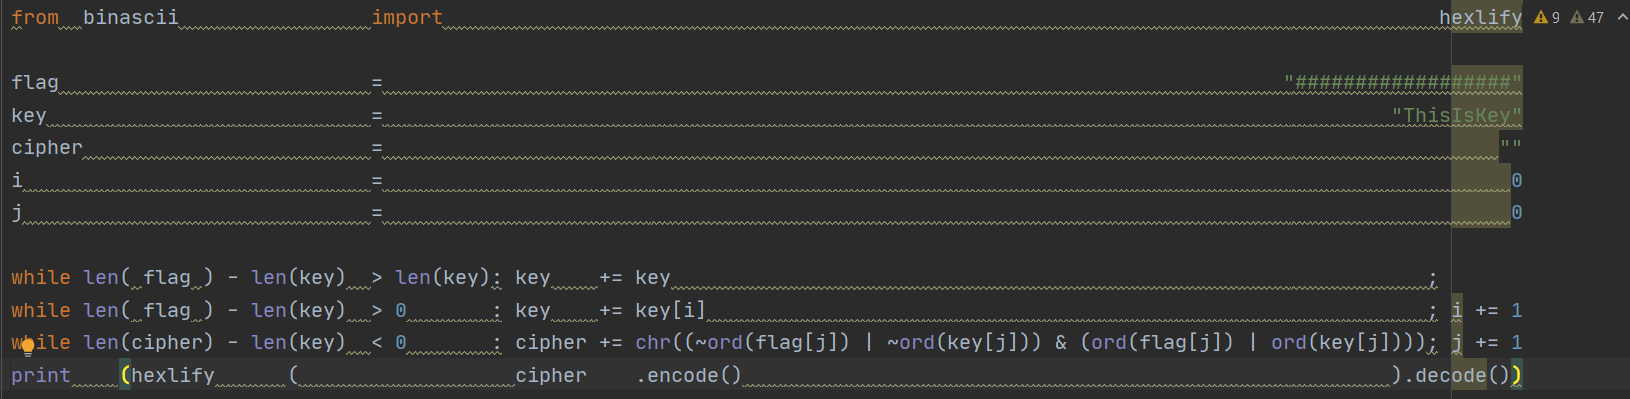 from binascii import hexlify 9 47
flag = "##################"
key = "ThisIsKey"
cipher = ""
i = 0
j = 0
while len( flag ) - len(key) > len(key): key += key ;
while len( flag ) - len(key) > 0 : key += key[i] ; i += 1
while len(cipher) - len(key) < 0 : cipher += chr((~ord(flag[j]) | ~ord(key[j])) & (ord(flag[j]) | ord(key[j]))); j += 1
print (hexlify ( cipher .encode() ).decode())